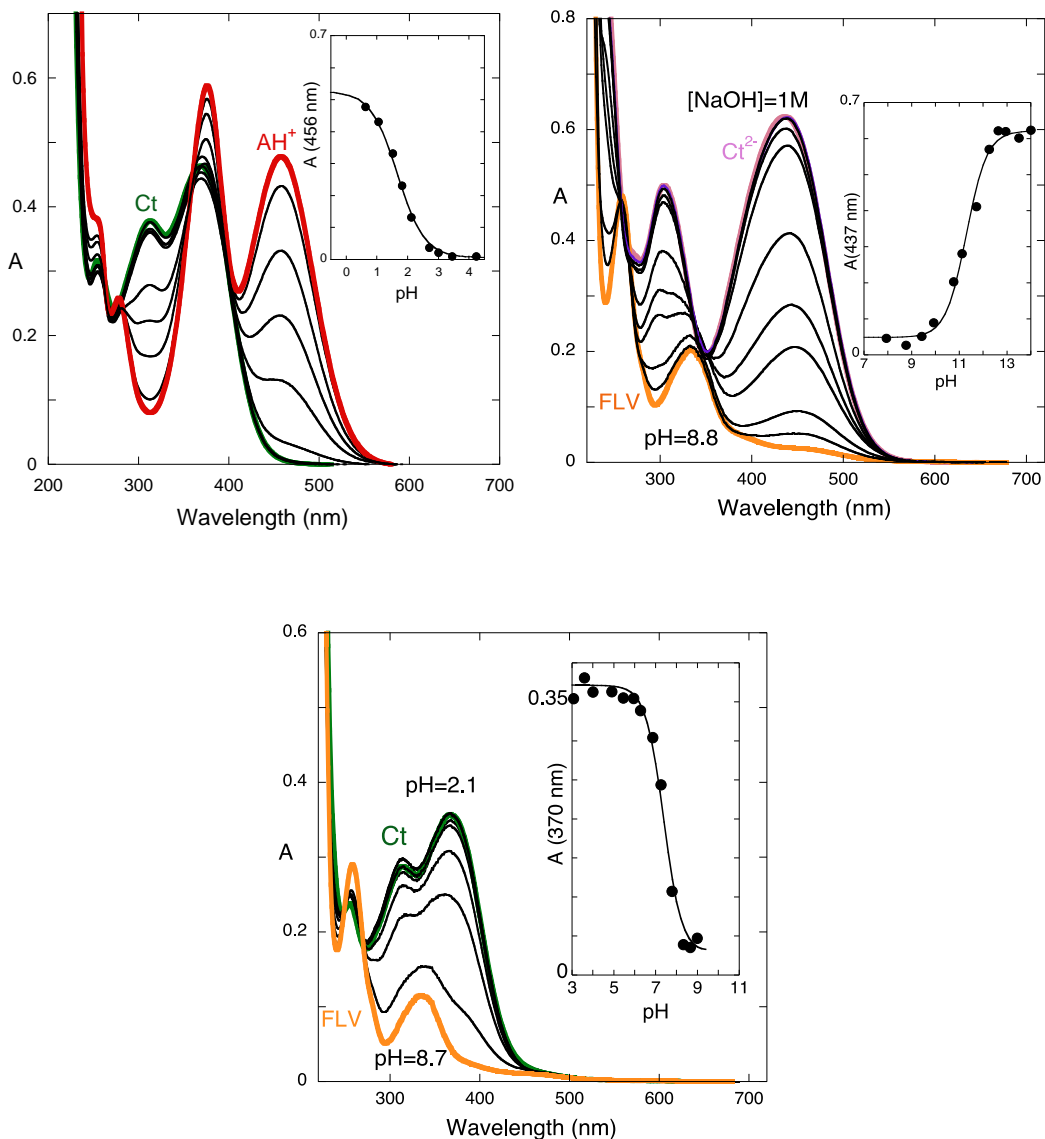 0.7
A (456 nm)
0
0 1 2 3 4
pH
AH+
Ct
0.6
0.4
A
0.2
0
200 300 400 500 600 700
Wavelength (nm)
0.8
0.6
A
0.4
0.2
0
[NaOH]=1M
Ct2-
0.7
A(437 nm)
0
7 9 11 13
pH
FLV
pH=8.8
300 400 500 600 700
Wavelength (nm)
0.6
0.4
A
0.2
0
pH=2.1
Ct
0.35
A (370 nm)
0
3 5 7 9 11
pH
FLV
pH=8.7
300 400 500 600 700
Wavelength (nm)